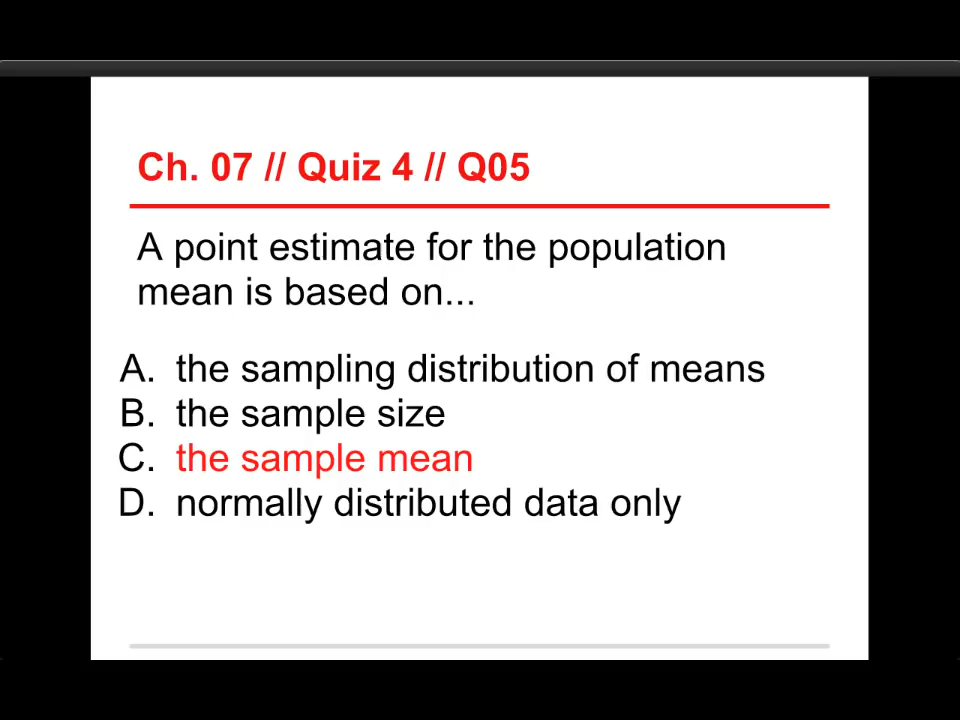 Ch. 07 // Quiz 4 // Q05
A point estimate for the population
mean is based on...
A. the sampling distribution of means
B. the sample size
C. the sample mean
D. normally distributed data only